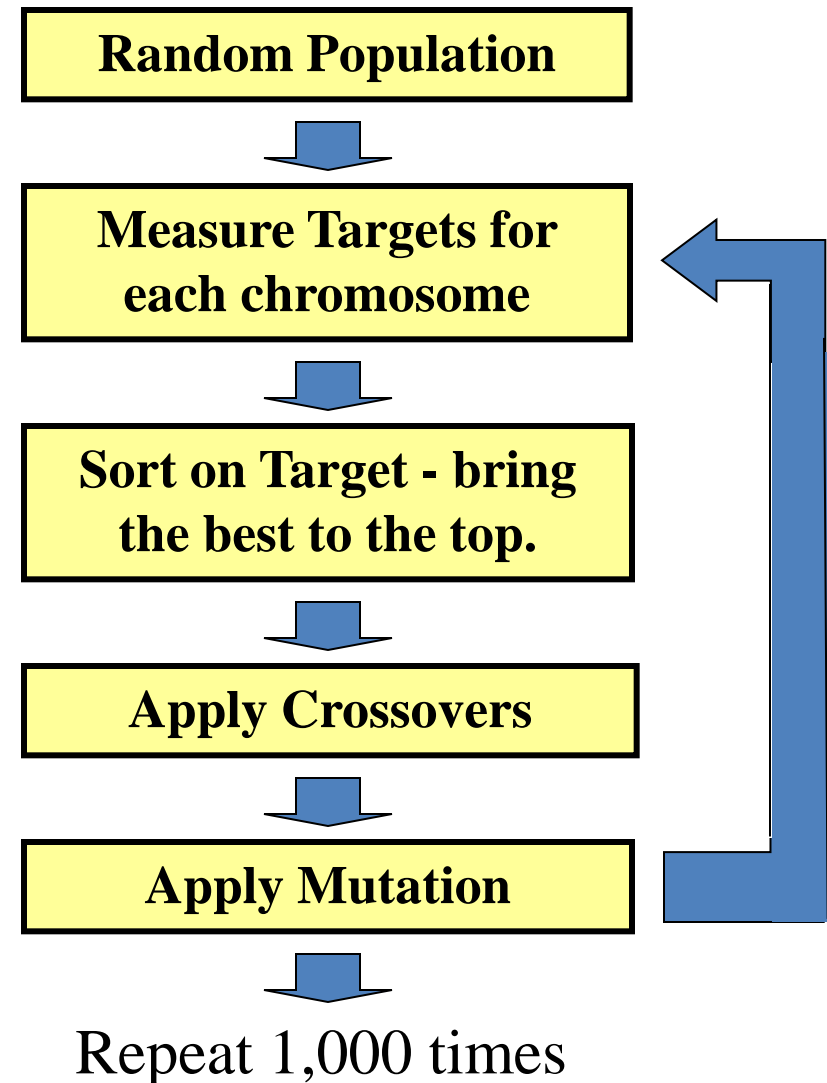 Random Population
Measure Targets for
each chromosome
Sort on Target - bring
the best to the top.
Apply Crossovers
Apply Mutation
Repeat 1,000 times